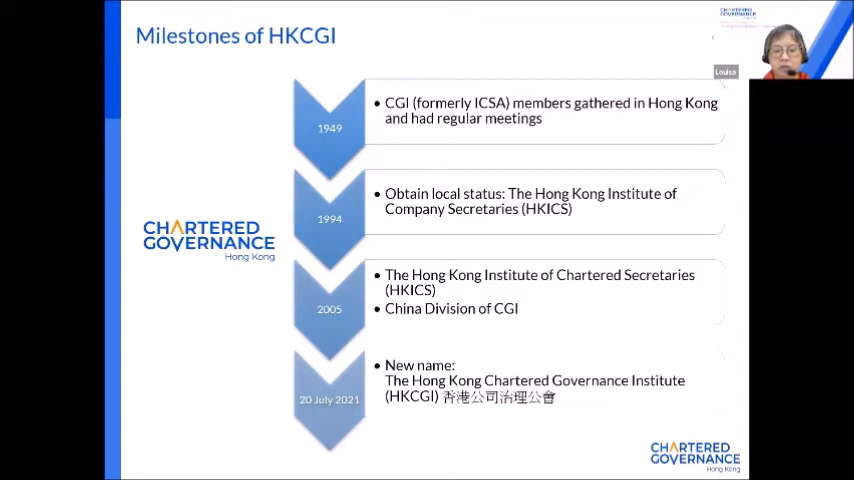 Milestones of HKCGI
CHARTERED
GOVERNANCE
Louisa
1949
• CGI (formerly ICSA) members gathered in Hong Kong
and had regular meetings
1994
• Obtain local status: The Hong Kong Institute of
Company Secretaries (HKICS)
CHARTERED
GOVERNANCE
Hong Kong
2005
• The Hong Kong Institute of Chartered Secretaries
(HKICS)
• China Division of CGI
20 July 2021
• New name:
The Hong Kong Chartered Governance Institute
(HKCGI) 香港公司治理公會
CHARTERED
GOVERNANCE
Hong Kong